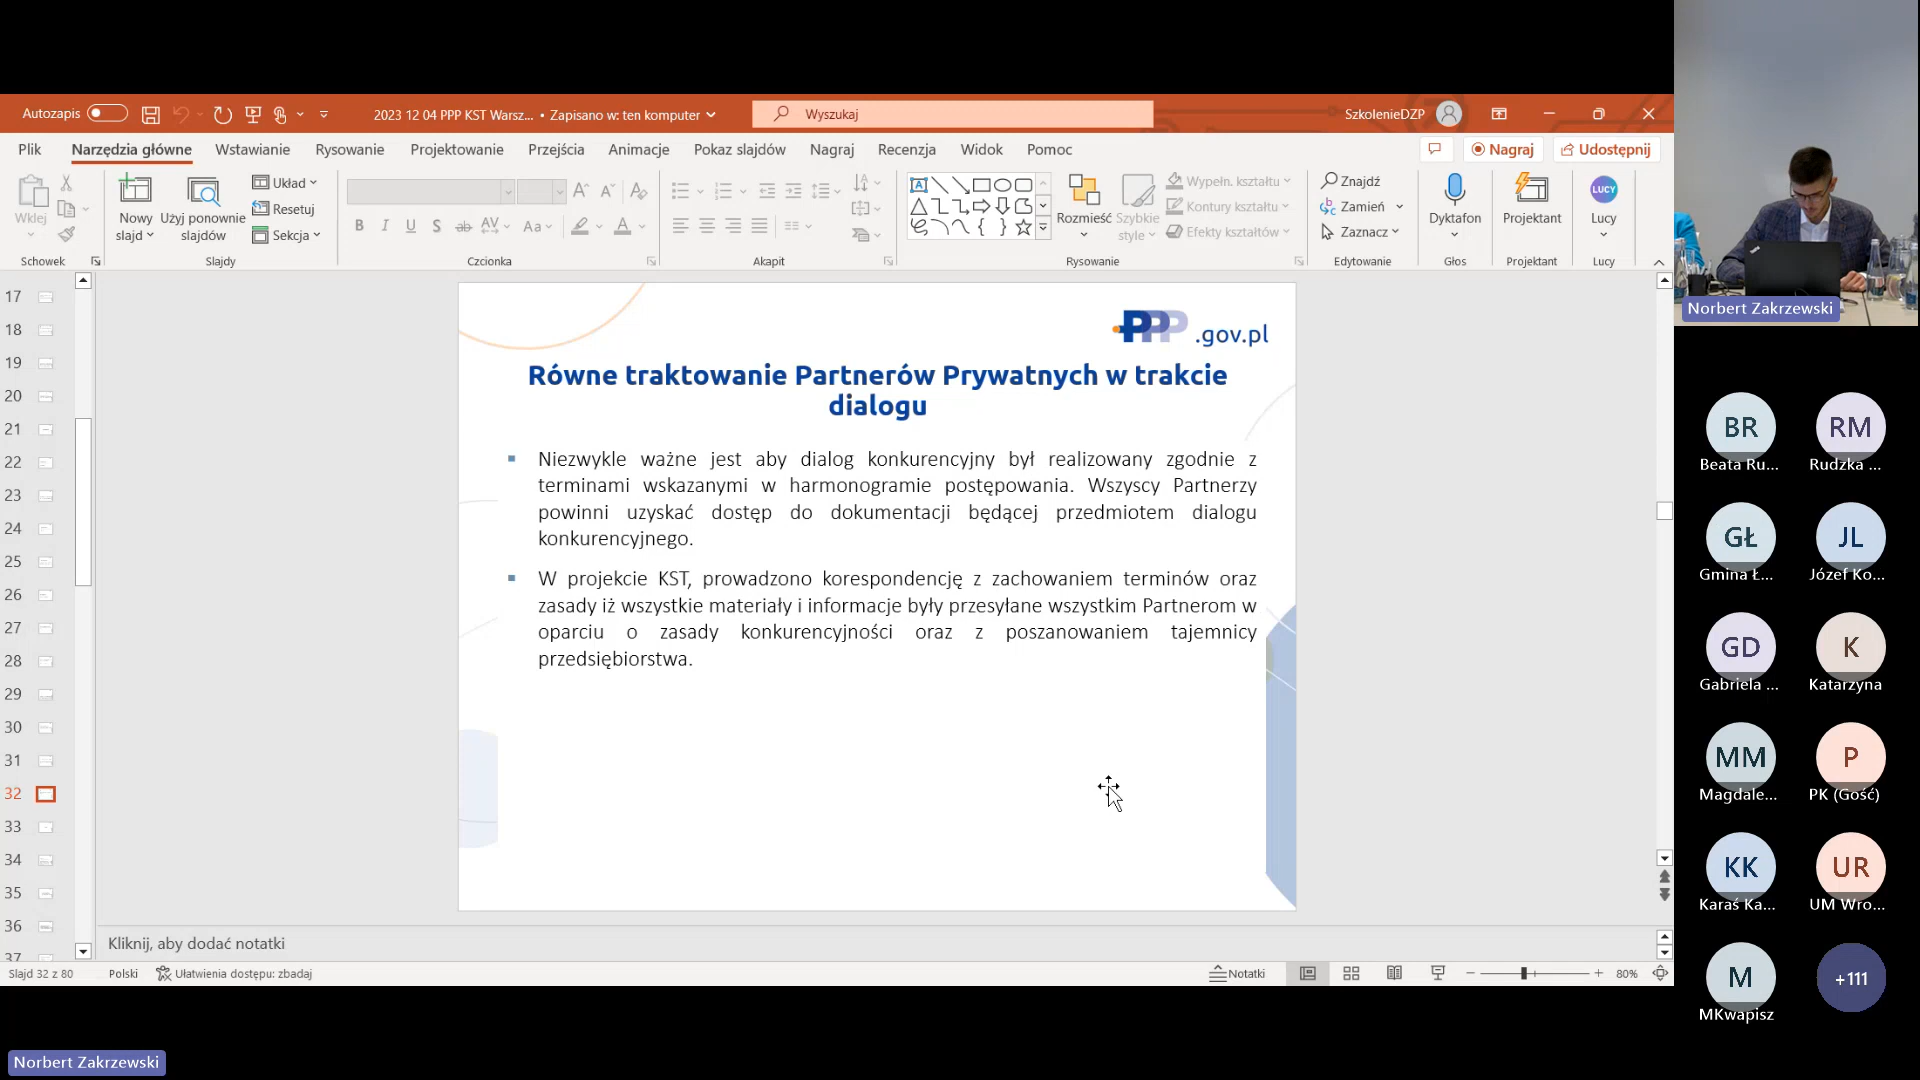 Autozapis
2023 12 04 PPP KST Warsz... • Zapisano w: ten komputer
Wyszukaj
SzkolenieDZP
Plik
Narzędzia główne
Wstawianie
Rysowanie
Projektowanie
Przejścia
Animacje
Pokaz slajdów
Nagraj
Recenzja
Widok
Pomoc
Nagraj
Udostępnij
Wklej
Schowek
Nowy
slajd
Użyj ponownie
slajdów
Układ
Resetuj
Sekcja
Slajdy
Czcionka
Akapit
Rozmieść
Szybkie
style
Wypełn. kształtu
Kontury kształtu
Efekty kształtów
Rysowanie
Znajdź
Zamień
Zaznacz
Edytowanie
Dyktafon
Głos
Projektant
Projektant
LUCY
Lucy
Lucy
17
18
19
20
21
22
23
24
25
26
27
28
29
30
31
32
33
34
35
36
37
PPP.gov.pl
Równe traktowanie Partnerów Prywatnych w trakcie
dialogu
▪ Niezwykle ważne jest aby dialog konkurencyjny był realizowany zgodnie z
terminami wskazanymi w harmonogramie postępowania. Wszyscy Partnerzy
powinni uzyskać dostęp do dokumentacji będącej przedmiotem dialogu
konkurencyjnego.
▪ W projekcie KST, prowadzono korespondencję z zachowaniem terminów oraz
zasady iż wszystkie materiały i informacje były przesyłane wszystkim Partnerom w
oparciu o zasady konkurencyjności oraz z poszanowaniem tajemnicy
przedsiębiorstwa.
Kliknij, aby dodać notatki
Slajd 32 z 80
Polski
Ułatwienia dostępu: zbadaj
Notatki
80%
Norbert Zakrzewski
BR
Beata Ru...
RM
Rudzka ...
GŁ
Gmina Ł...
JL
Józef Ko...
GD
Gabriela ...
K
Katarzyna
MM
Magdale...
P
PK (Gość)
KK
Karaś Ka...
UR
UM Wro...
M
MKwapisz
+111
Norbert Zakrzewski